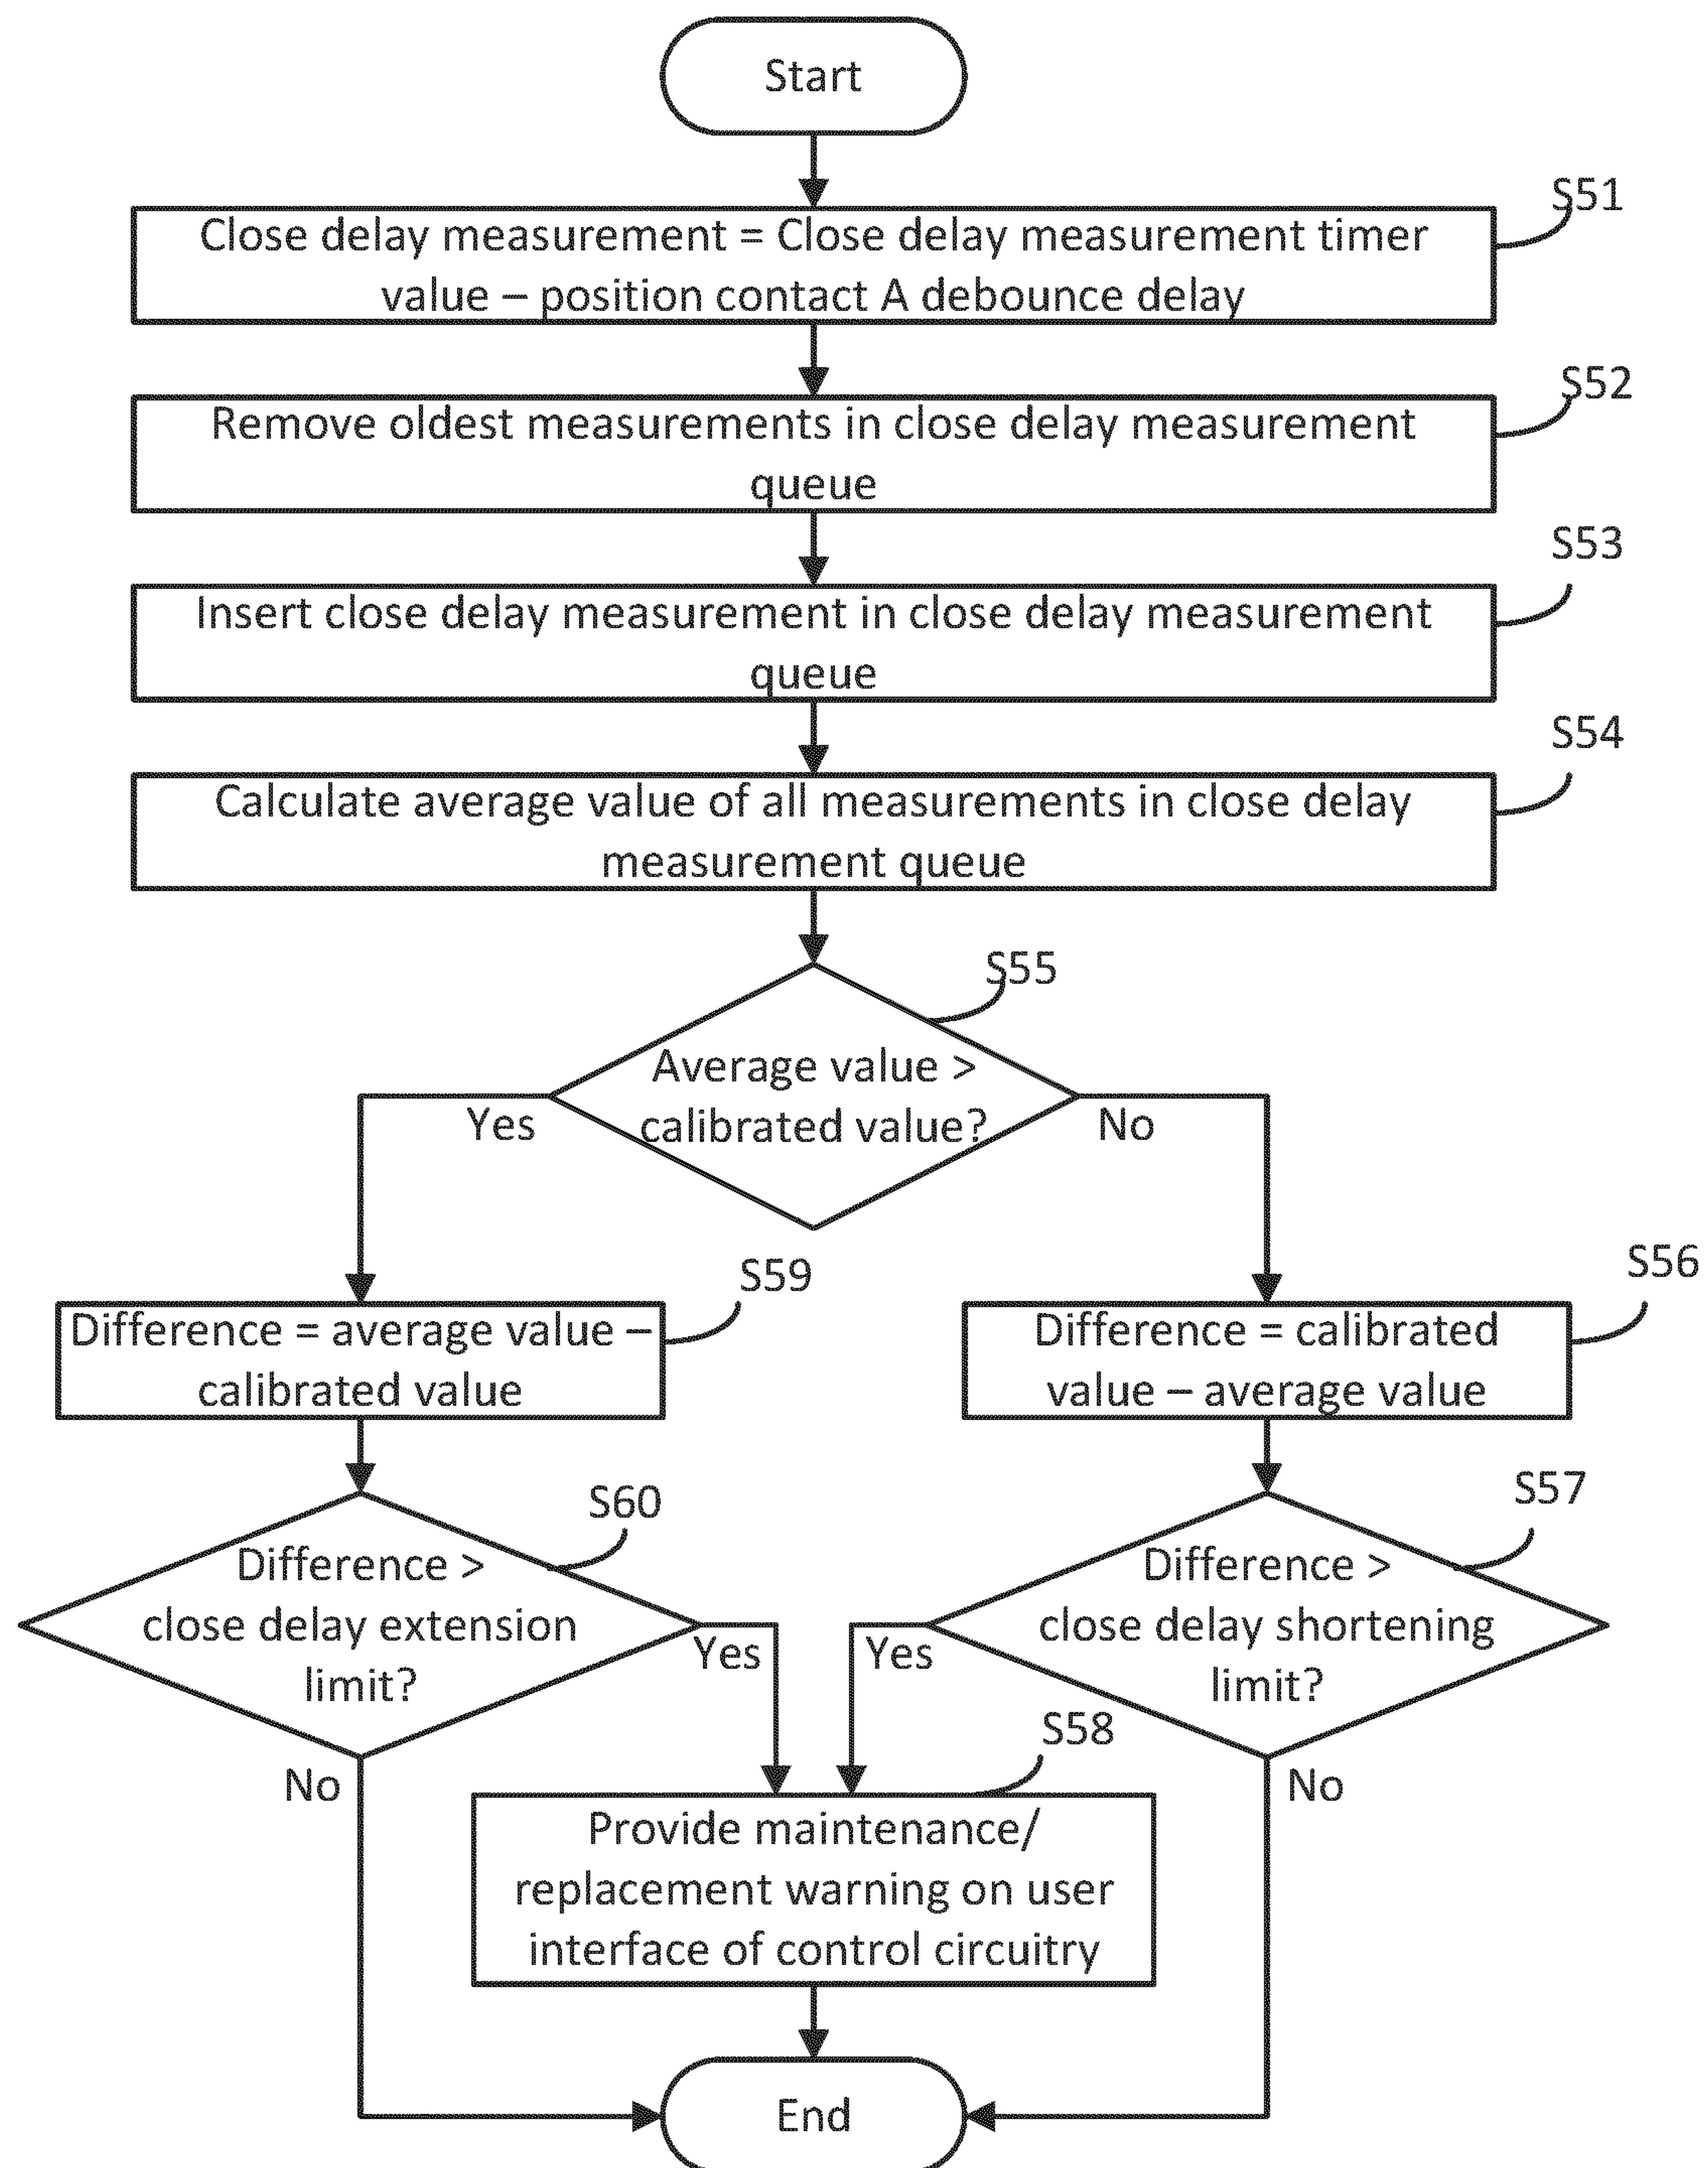 Start
S51
Close delay measurement = Close delay measurement timer
value – position contact A debounce delay
S52
Remove oldest measurements in close delay measurement
queue
S53
Insert close delay measurement in close delay measurement
queue
S54
Calculate average value of all measurements in close delay
measurement queue
S55
Average value >
calibrated value?
Yes
No
S59
Difference = average value –
calibrated value
S56
Difference = calibrated
value – average value
S60
Difference >
close delay extension
limit?
Yes
No
S57
Difference >
close delay shortening
limit?
Yes
No
S58
Provide maintenance/
replacement warning on user
interface of control circuitry
End